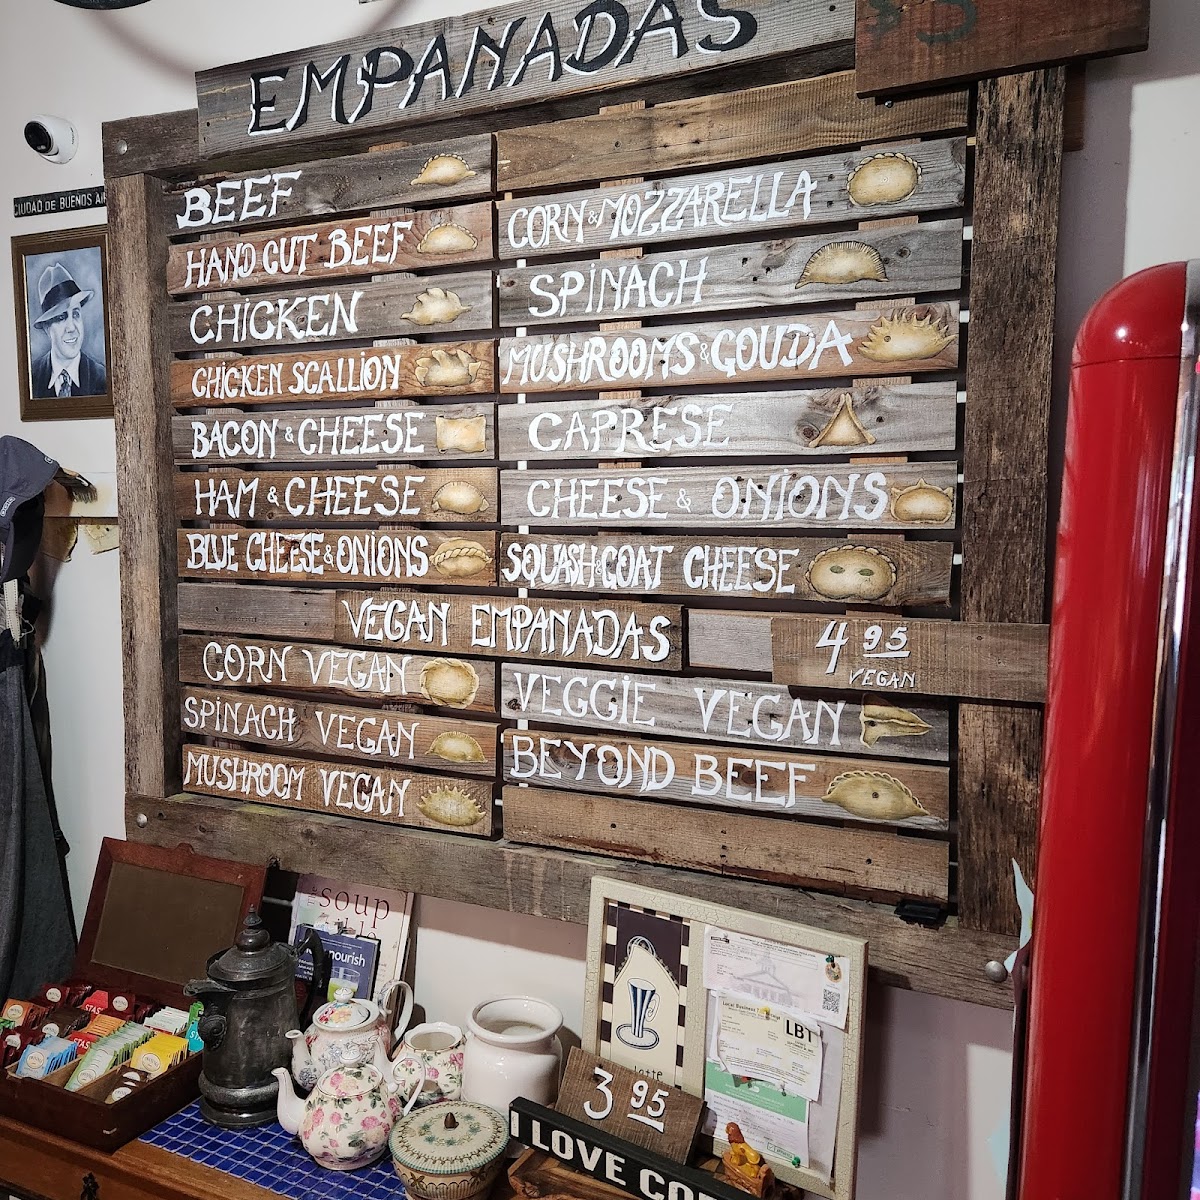 EMPANADAS
$5
CIUDAD DE BUENOS
BEEF
HAND CUT BEEF
CHICKEN
CHICKEN SCALLION
BACON & CHEESE
HAM & CHEESE
BLUE CHEESE & ONIONS
CORN & MOZZARELLA
SPINACH
MUSHROOMS & GOUDA
CAPRESE
CHEESE & ONIONS
SQUASH & GOAT CHEESE
VEGAN EMPANADAS
4 95
VEGAN
CORN VEGAN
SPINACH VEGAN
MUSHROOM VEGAN
VEGGIE VEGAN
BEYOND BEEF
soup
nourish
latte
LBT
3 95
I LOVE